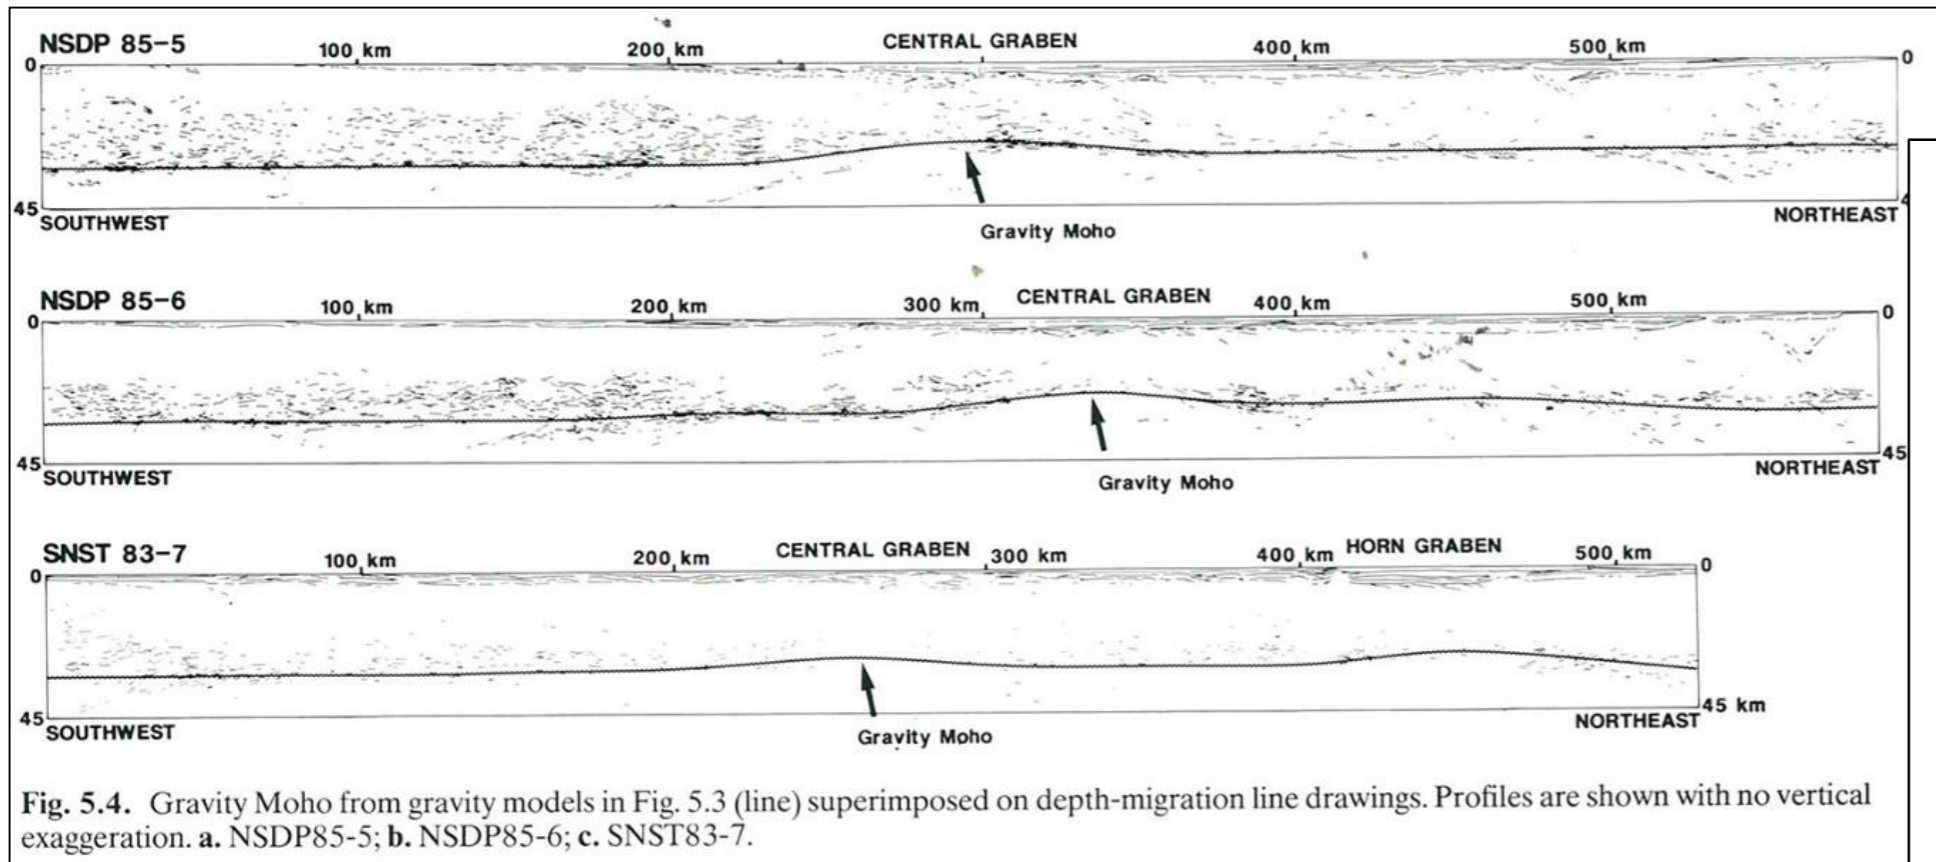 NSDP 85-5
100 km
200 km
CENTRAL GRABEN
400 km
500 km
0
0
45
SOUTHWEST
NORTHEAST
Gravity Moho
NSDP 85-6
100 km
200 km
300 km
CENTRAL GRABEN
400 km
500 km
0
0
45
45
SOUTHWEST
NORTHEAST
Gravity Moho
SNST 83-7
100 km
200 km
CENTRAL GRABEN
300 km
400 km
HORN GRABEN
500 km
0
0
45
45 km
SOUTHWEST
NORTHEAST
Gravity Moho
Fig. 5.4. Gravity Moho from gravity models in Fig. 5.3 (line) superimposed on depth-migration line drawings. Profiles are shown with no vertical
exaggeration. a. NSDP85-5; b. NSDP85-6; c. SNST83-7.